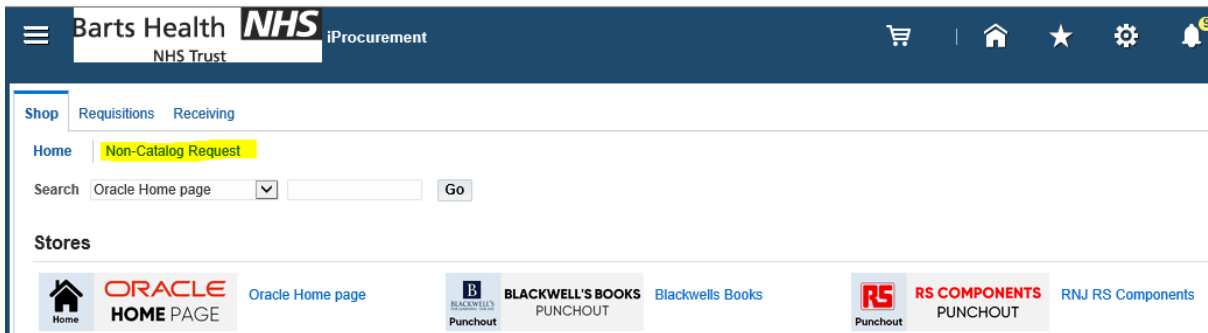 Barts Health NHS
NHS Trust
iProcurement
Shop Requisitions Receiving
Home Non-Catalog Request
Search Oracle Home page Go
Stores
Home
ORACLE
HOME PAGE
Oracle Home page
B
BLACKWELL'S
Punchout
BLACKWELL'S BOOKS
PUNCHOUT
Blackwells Books
RS
Punchout
RS COMPONENTS
PUNCHOUT
RNJ RS Components